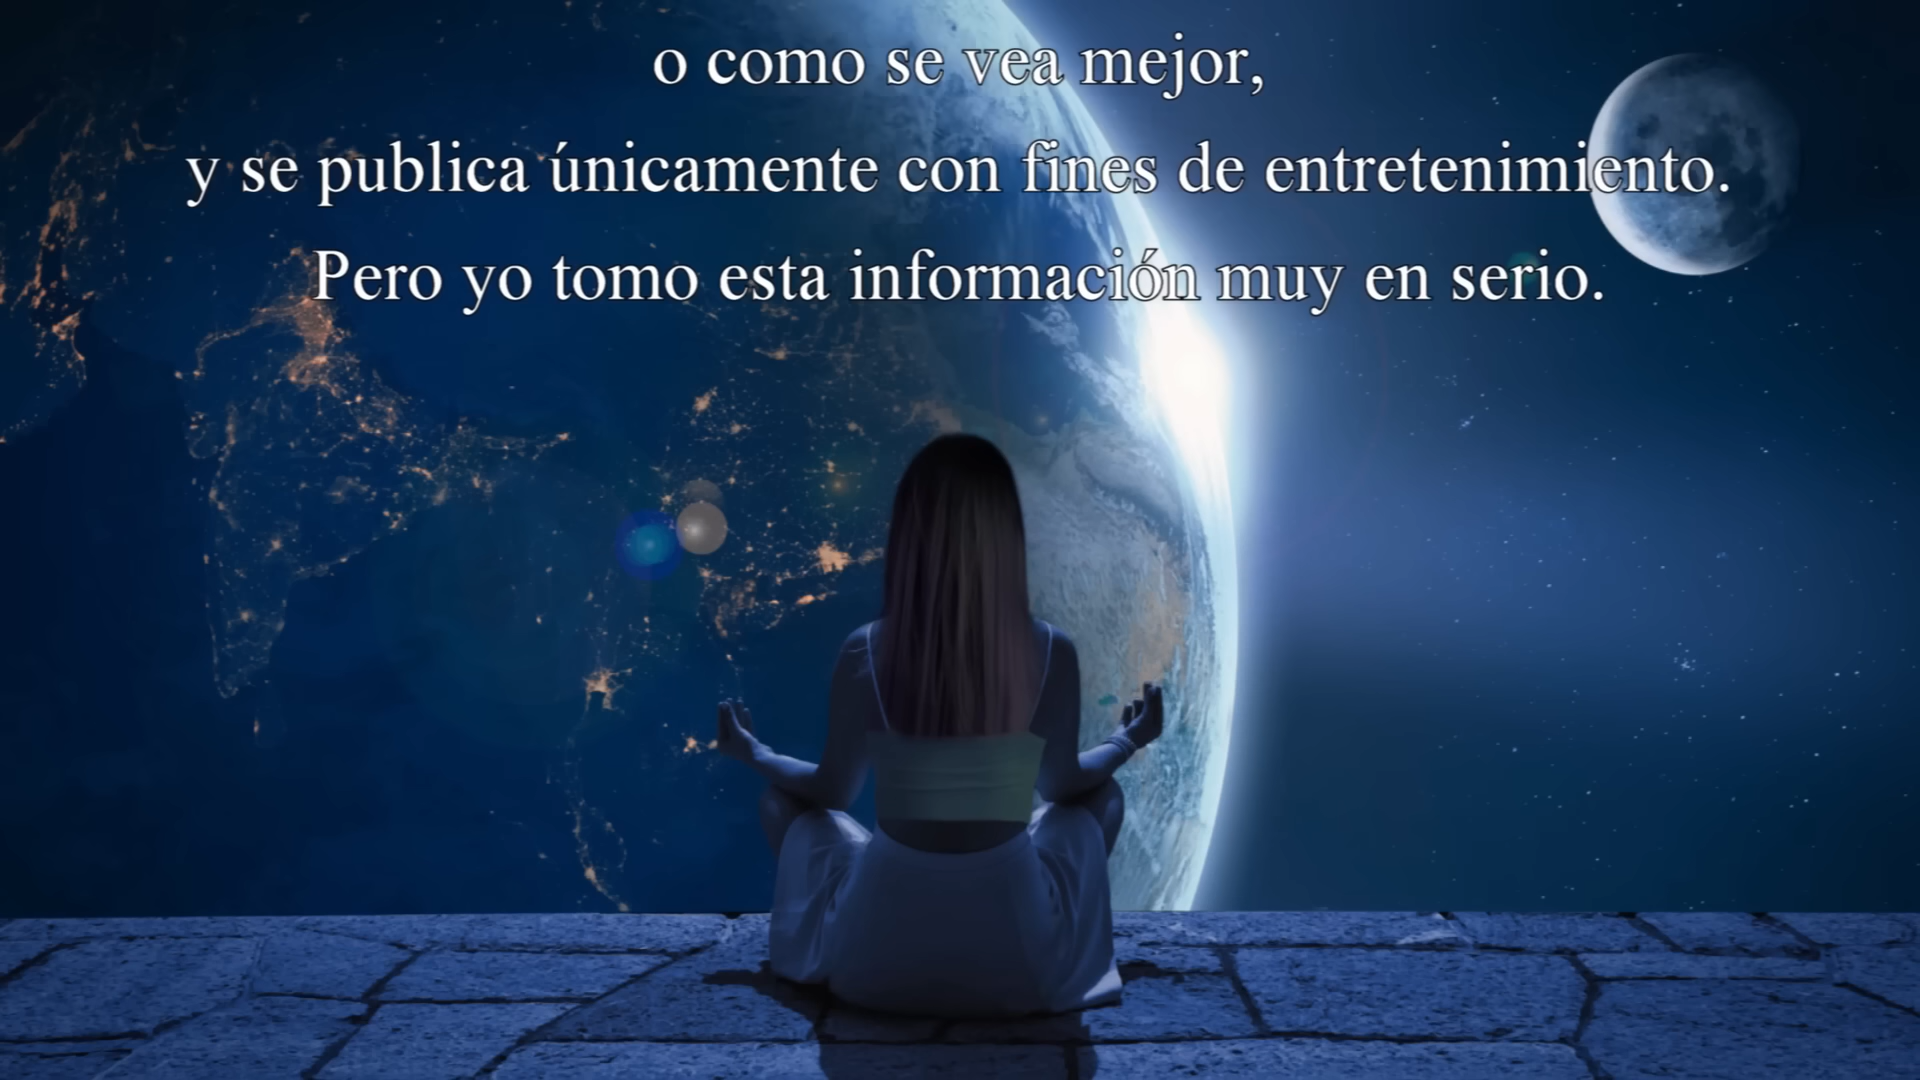 o como se vea mejor,
y se publica únicamente con fines de entretenimiento.
Pero yo tomo esta información muy en serio.